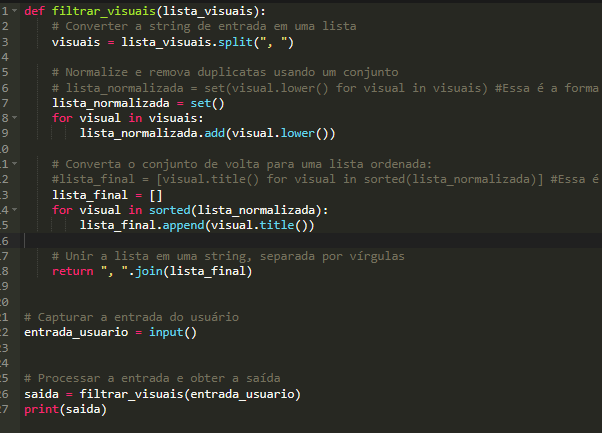 1 def filtrar_visuais(lista_visuais):
2 # Converter a string de entrada em uma lista
3 visuais = lista_visuais.split(", ")
4
5 # Normalize e remova duplicatas usando um conjunto
6 # lista_normalizada = set(visual.lower() for visual in visuais) #Essa é a forma
7 lista_normalizada = set()
8 for visual in visuais:
9 lista_normalizada.add(visual.lower())
10
11 # Converta o conjunto de volta para uma lista ordenada:
12 #lista_final = [visual.title() for visual in sorted(lista_normalizada)] #Essa é
13 lista_final = []
14 for visual in sorted(lista_normalizada):
15 lista_final.append(visual.title())
16
17 # Unir a lista em uma string, separada por vírgulas
18 return ", ".join(lista_final)
19
20
21 # Capturar a entrada do usuário
22 entrada_usuario = input()
23
24
25 # Processar a entrada e obter a saída
26 saida = filtrar_visuais(entrada_usuario)
27 print(saida)